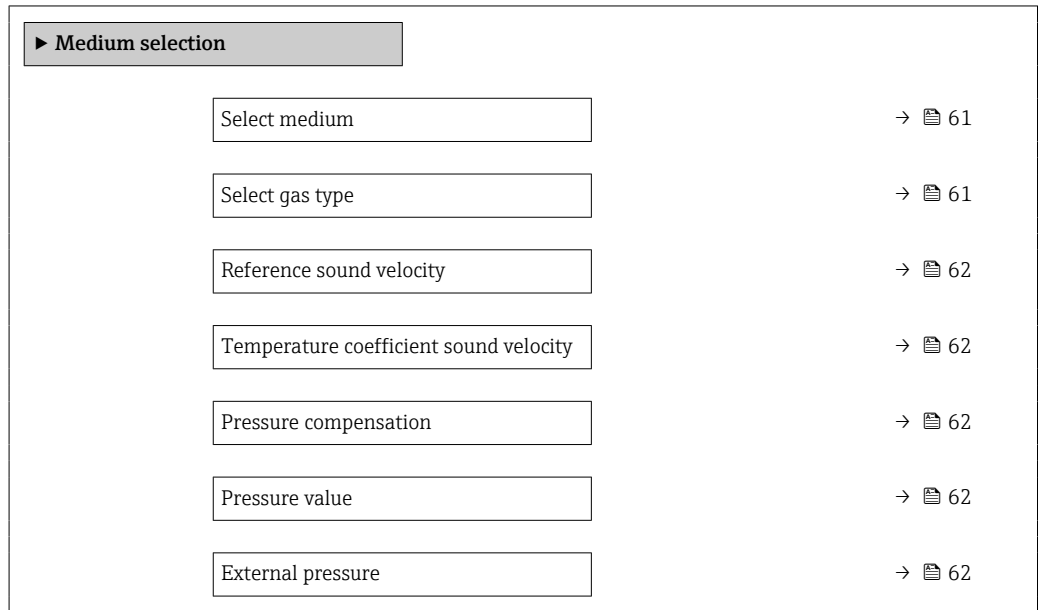 ▶ Medium selection
Select medium → 61
Select gas type → 61
Reference sound velocity → 62
Temperature coefficient sound velocity → 62
Pressure compensation → 62
Pressure value → 62
External pressure → 62